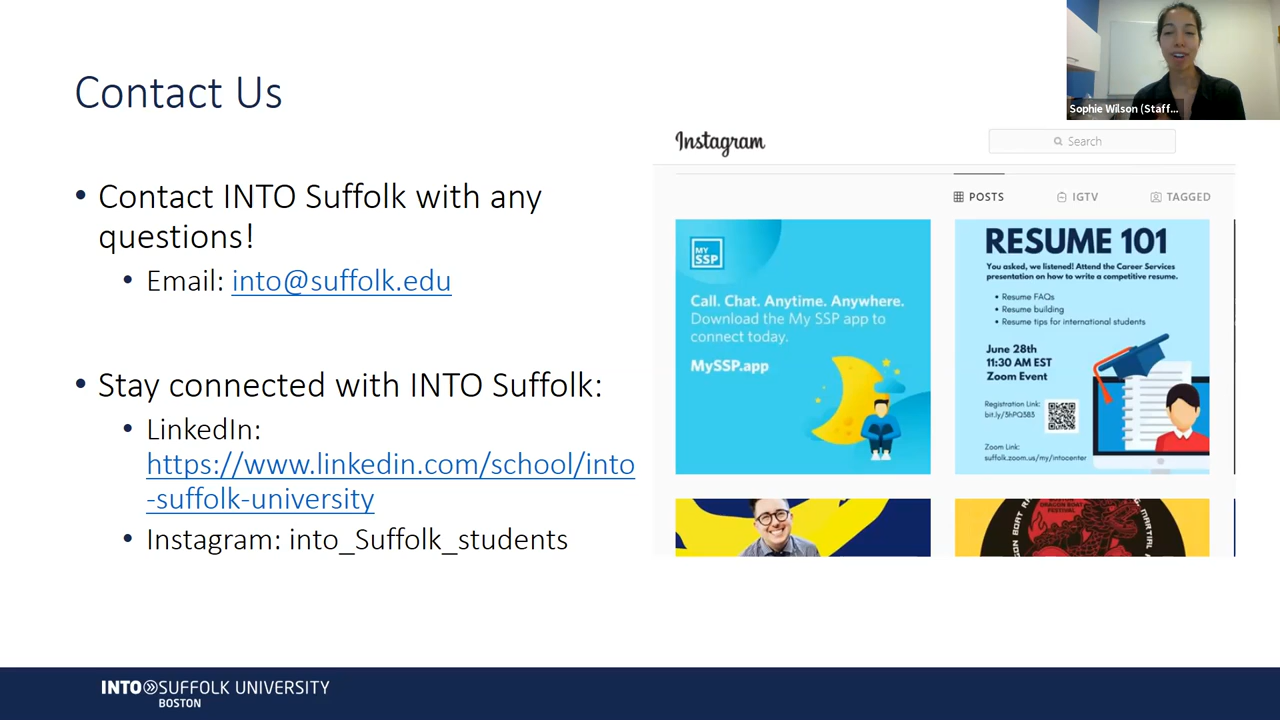 Contact Us
• Contact INTO Suffolk with any
questions!
• Email: into@suffolk.edu
• Stay connected with INTO Suffolk:
• LinkedIn:
https://www.linkedin.com/school/into
-suffolk-university
• Instagram: into_Suffolk_students
Sophie Wilson (Staff...
Instagram
Search
POSTS
IGTV
TAGGED
MY
SSP
Call. Chat. Anytime. Anywhere.
Download the My SSP app to
connect today.
MySSP.app
RESUME 101
You asked, we listened! Attend the Career Services
presentation on how to write a competitive resume.
• Resume FAQs
• Resume building
• Resume tips for international students
June 28th
11:30 AM EST
Zoom Event
Registration Link:
bit.ly/3hPQ383
Zoom Link:
suffolk.zoom.us/my/intocenter
DRAGON BOAT
FESTIVAL
INTO SUFFOLK UNIVERSITY
BOSTON